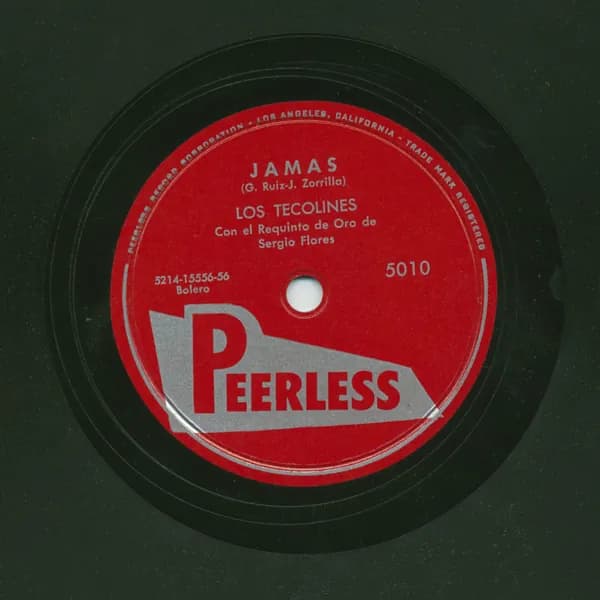 PEERLESS RECORD CORPORATION • LOS ANGELES, CALIFORNIA - TRADE MARK REGISTERED
JAMAS
(G. Ruiz-J. Zorrilla)
LOS TECOLINES
Con el Requinto de Oro de
Sergio Flores
5214-15556-56
Bolero
5010
PEERLESS